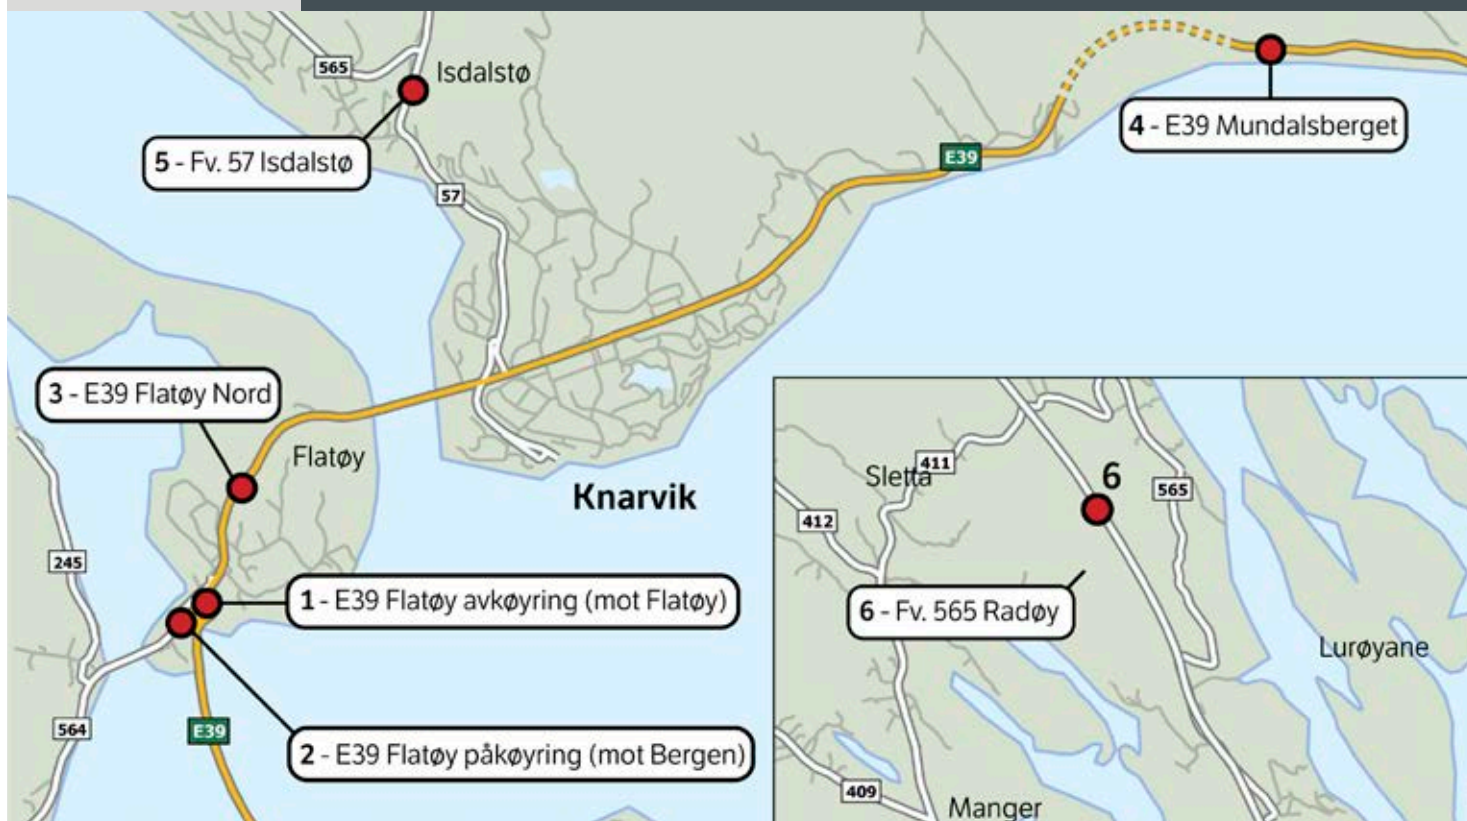 565
Isdalstø
4 - E39 Mundalsberget
5 - Fv. 57 Isdalstø
E39
57
3 - E39 Flatøy Nord
Flatøy
Knarvik
245
1 - E39 Flatøy avkøyring (mot Flatøy)
564
E39
2 - E39 Flatøy påkøyring (mot Bergen)
411
Sletta
6
565
412
6 - Fv. 565 Radøy
Lurøyane
409
Manger